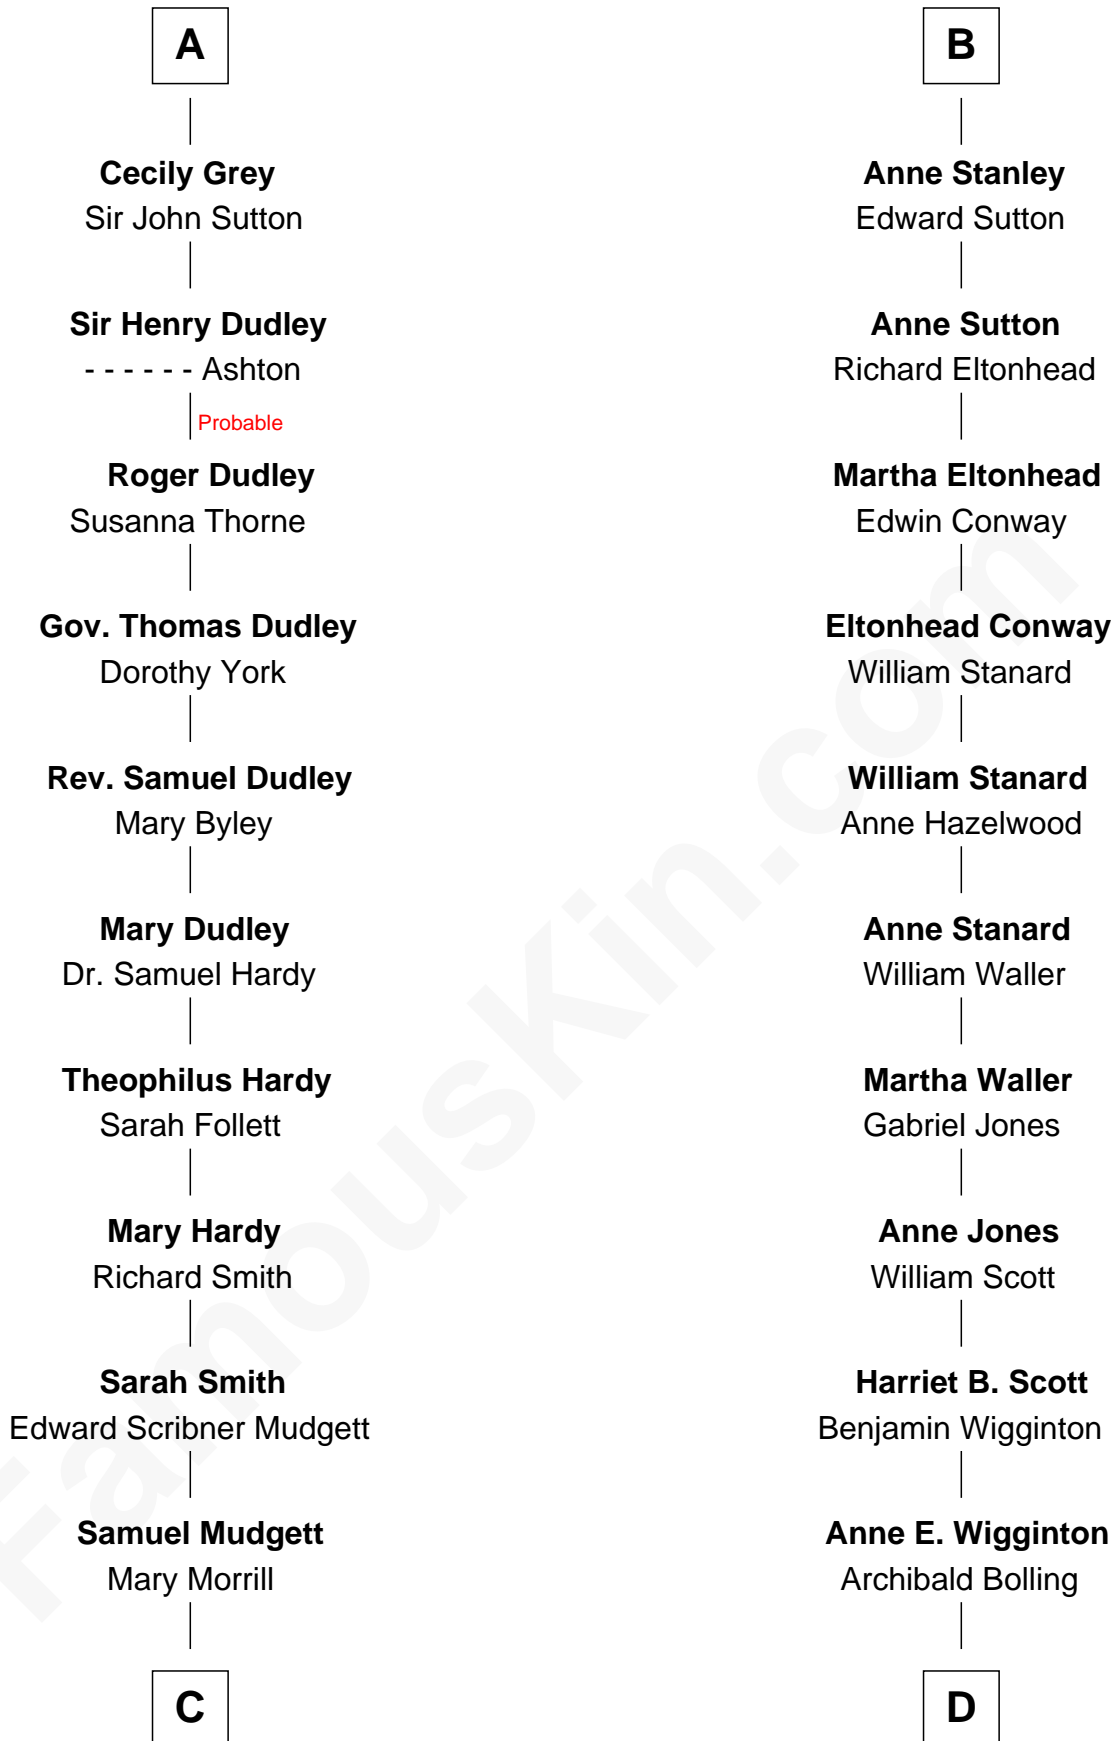 A
Cecily Grey
Sir John Sutton
Sir Henry Dudley
- - - - - - Ashton
Probable
Roger Dudley
Susanna Thorne
Gov. Thomas Dudley
Dorothy York
Rev. Samuel Dudley
Mary Byley
Mary Dudley
Dr. Samuel Hardy
Theophilus Hardy
Sarah Follett
Mary Hardy
Richard Smith
Sarah Smith
Edward Scribner Mudgett
Samuel Mudgett
Mary Morrill
C
B
Anne Stanley
Edward Sutton
Anne Sutton
Richard Eltonhead
Martha Eltonhead
Edwin Conway
Eltonhead Conway
William Stanard
William Stanard
Anne Hazelwood
Anne Stanard
William Waller
Martha Waller
Gabriel Jones
Anne Jones
William Scott
Harriet B. Scott
Benjamin Wigginton
Anne E. Wigginton
Archibald Bolling
D
FamousKin.com